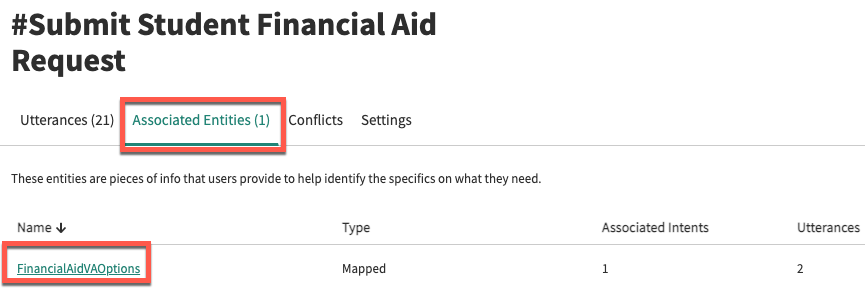 #Submit Student Financial Aid
Request
Utterances (21) Associated Entities (1) Conflicts Settings
These entities are pieces of info that users provide to help identify the specifics on what they need.
Name ↓ Type Associated Intents Utterances
FinancialAidVAOptions Mapped 1 2